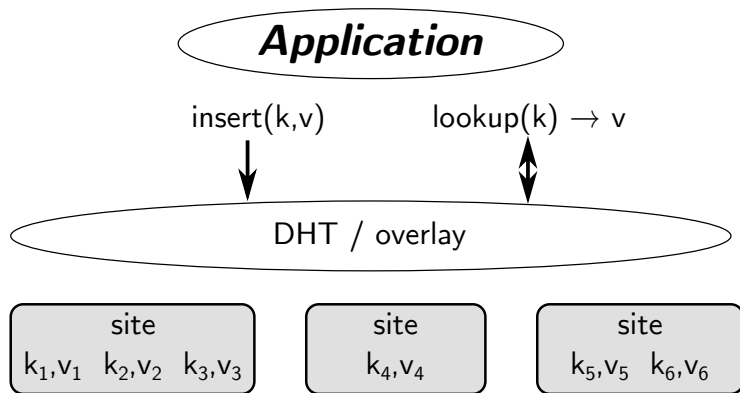 Application
insert(k,v) lookup(k) → v
DHT / overlay
site site site
k₁,v₁ k₂,v₂ k₃,v₃ k₄,v₄ k₅,v₅ k₆,v₆